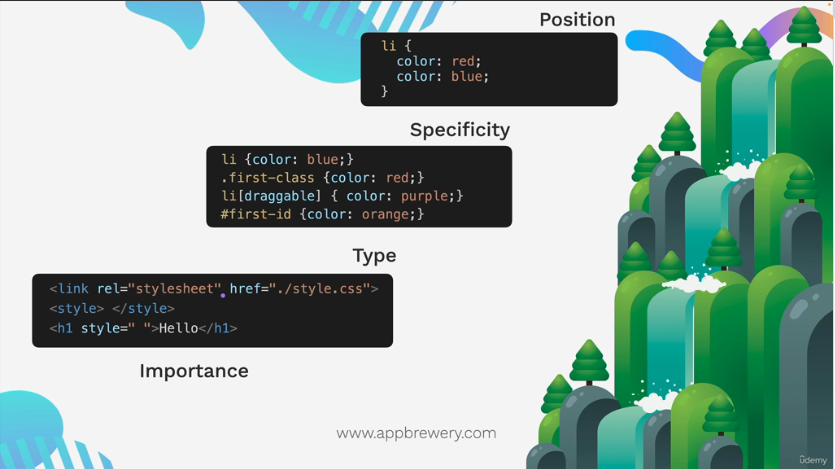 Position
li {
color: red;
color: blue;
}
Specificity
li {color: blue;}
.first-class {color: red;}
li[draggable] { color: purple;}
#first-id {color: orange;}
Type
<link rel="stylesheet" href="./style.css">
<style> </style>
<h1 style=" ">Hello</h1>
Importance
www.appbrewery.com
ûdemy